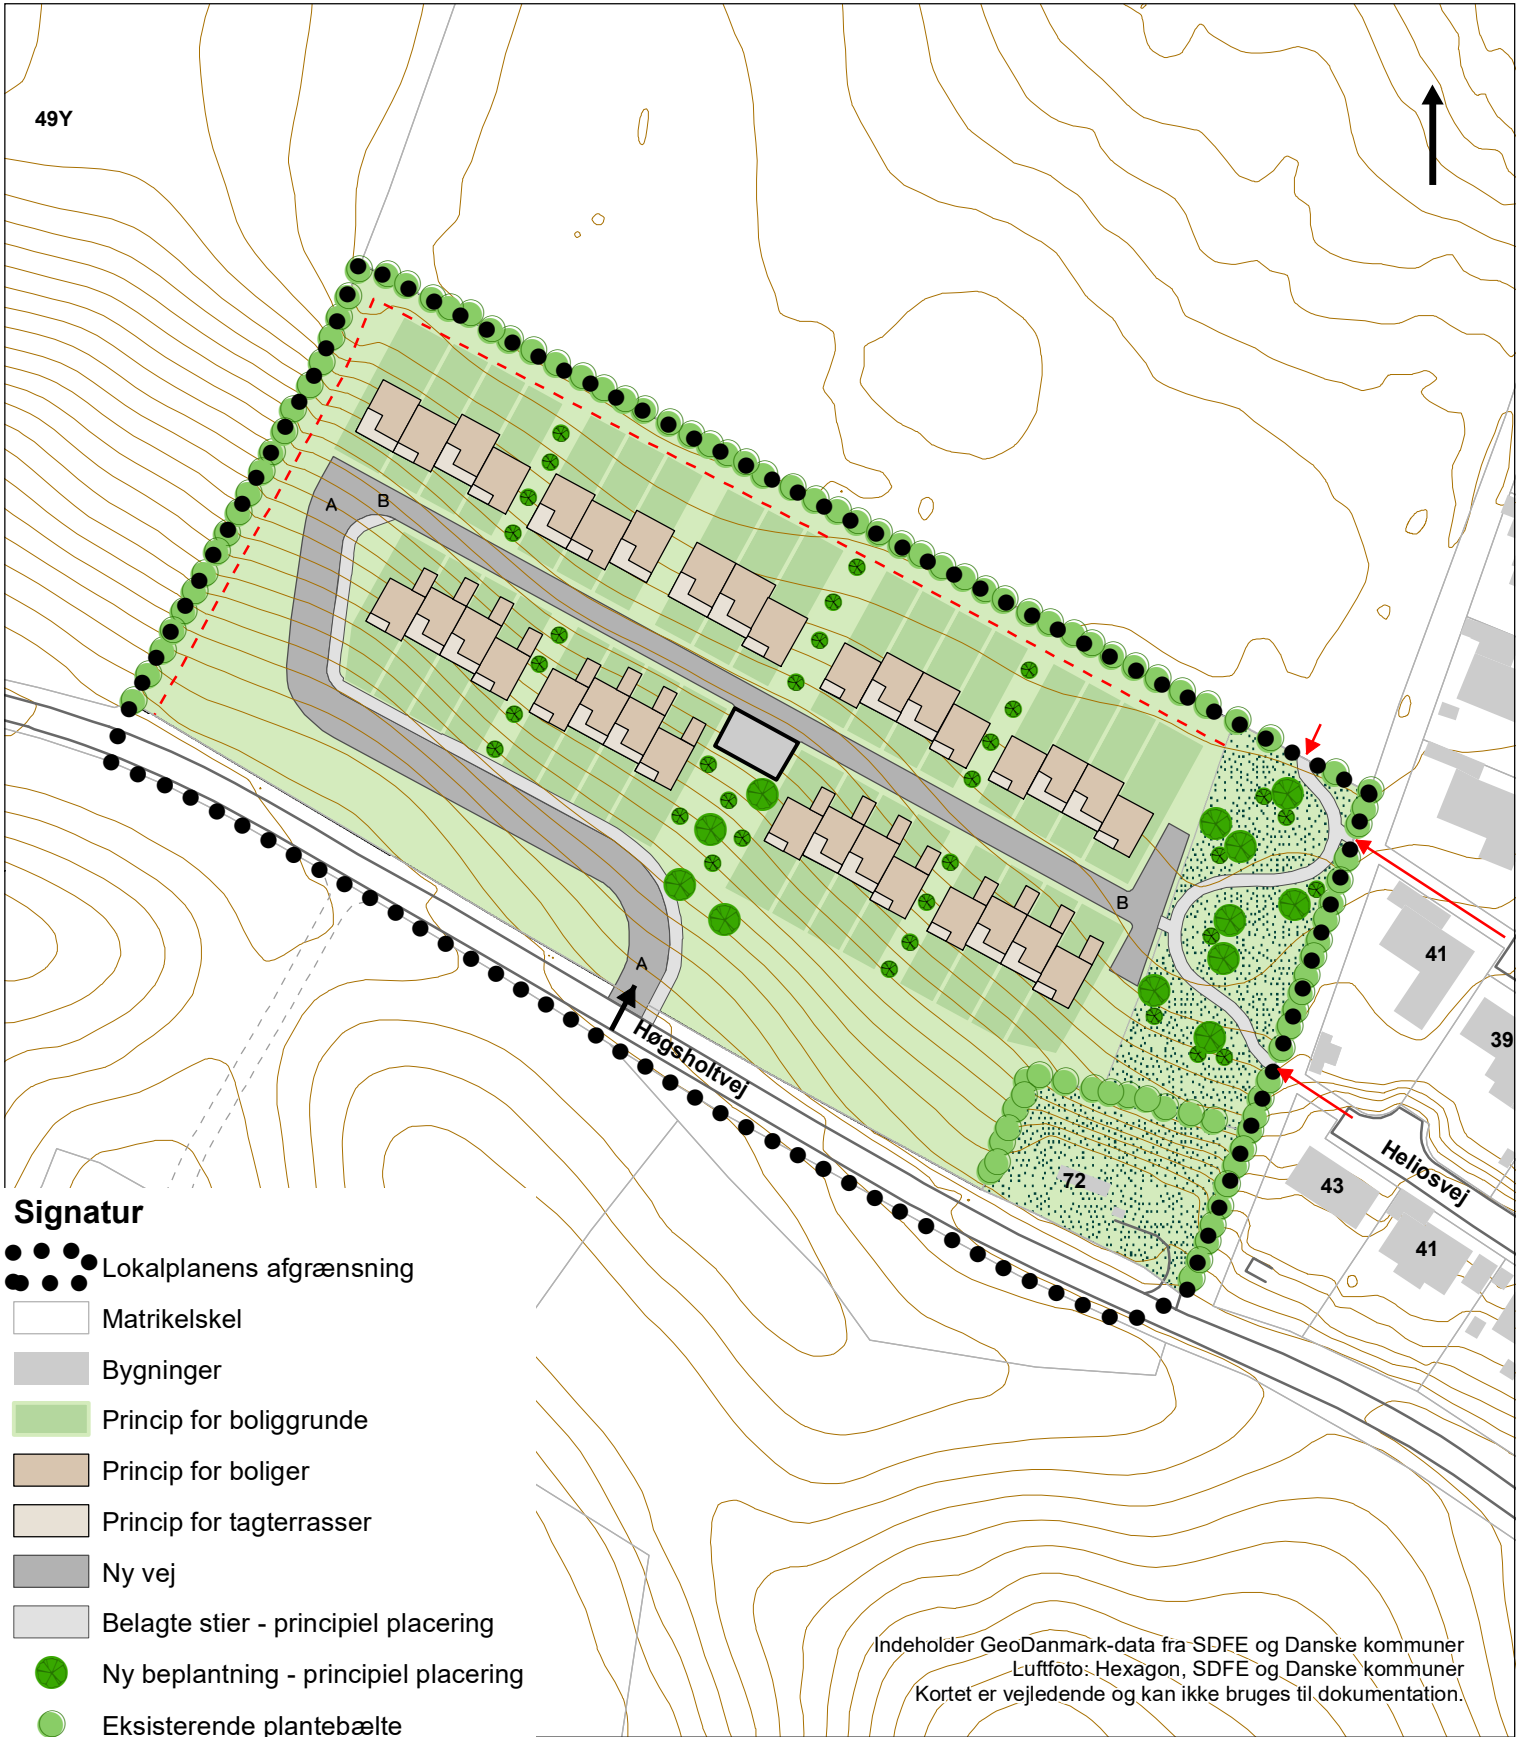 49Y
A
B
B
A
Høgsholtvej
41
39
Heliosvej
43
41
72
Signatur
Lokalplanens afgrænsning
Matrikelskel
Bygninger
Princip for boliggrunde
Princip for boliger
Princip for tagterrasser
Ny vej
Belagte stier - principiel placering
Ny beplantning - principiel placering
Eksisterende plantebælte
Indeholder GeoDanmark-data fra SDFE og Danske kommuner
Luftfoto: Hexagon, SDFE og Danske kommuner
Kortet er vejledende og kan ikke bruges til dokumentation.